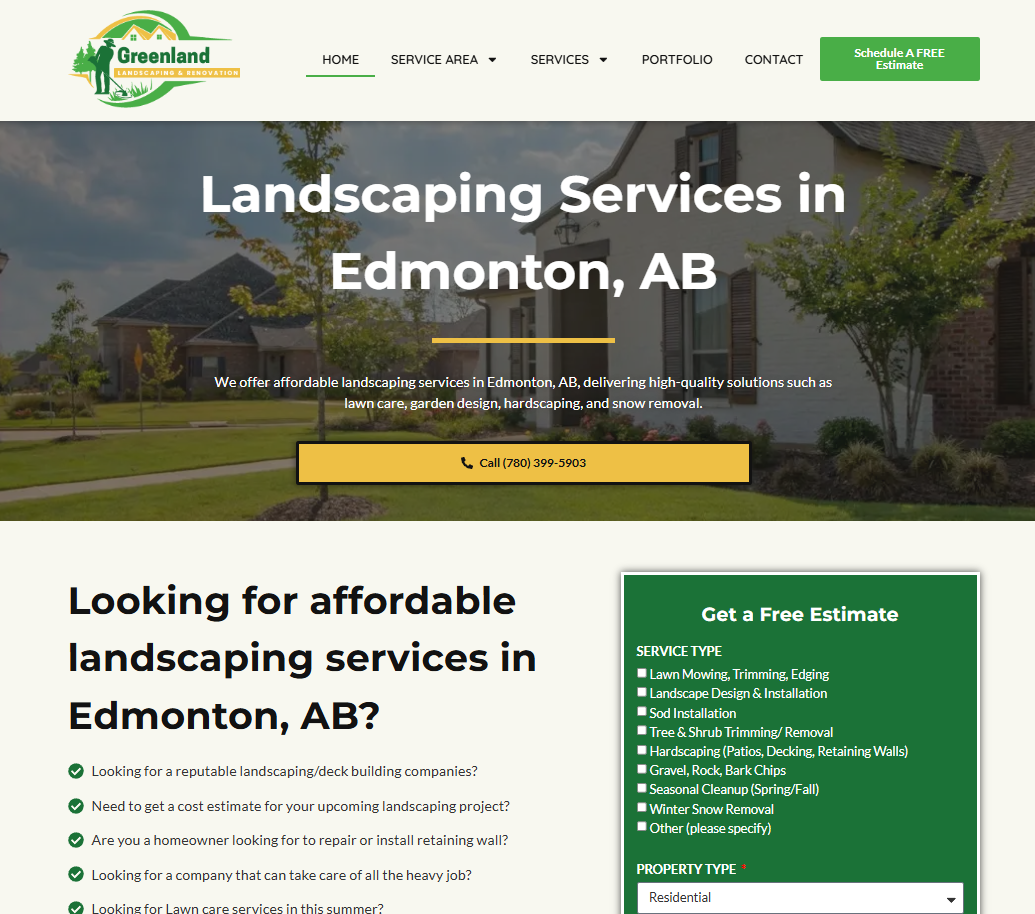 Greenland
LANDSCAPING & RENOVATION
HOME
SERVICE AREA
SERVICES
PORTFOLIO
CONTACT
Schedule A FREE
Estimate
Landscaping Services in
Edmonton, AB
We offer affordable landscaping services in Edmonton, AB, delivering high-quality solutions such as
lawn care, garden design, hardscaping, and snow removal.
Call (780) 399-5903
Looking for affordable
landscaping services in
Edmonton, AB?
Looking for a reputable landscaping/deck building companies?
Need to get a cost estimate for your upcoming landscaping project?
Are you a homeowner looking for to repair or install retaining wall?
Looking for a company that can take care of all the heavy job?
Looking for Lawn care services in this summer?
Get a Free Estimate
SERVICE TYPE
Lawn Mowing, Trimming, Edging
Landscape Design & Installation
Sod Installation
Tree & Shrub Trimming/ Removal
Hardscaping (Patios, Decking, Retaining Walls)
Gravel, Rock, Bark Chips
Seasonal Cleanup (Spring/Fall)
Winter Snow Removal
Other (please specify)
PROPERTY TYPE *
Residential